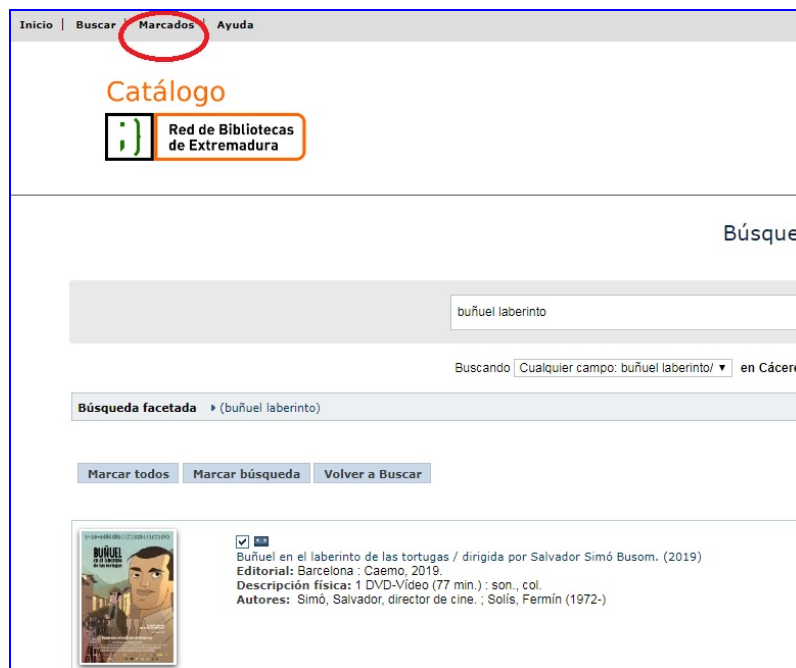 Inicio | Buscar | Marcados | Ayuda
Catálogo
Red de Bibliotecas
de Extremadura
Búsque
buñuel laberinto
Buscando Cualquier campo: buñuel laberinto/ ▾ en Cácere
Búsqueda facetada ▸ (buñuel laberinto)
Marcar todos Marcar búsqueda Volver a Buscar
BUÑUEL
Buñuel en el laberinto de las tortugas / dirigida por Salvador Simó Busom. (2019)
Editorial: Barcelona : Caemo, 2019.
Descripción física: 1 DVD-Vídeo (77 min.) : son., col.
Autores: Simó, Salvador, director de cine. ; Solís, Fermín (1972-)